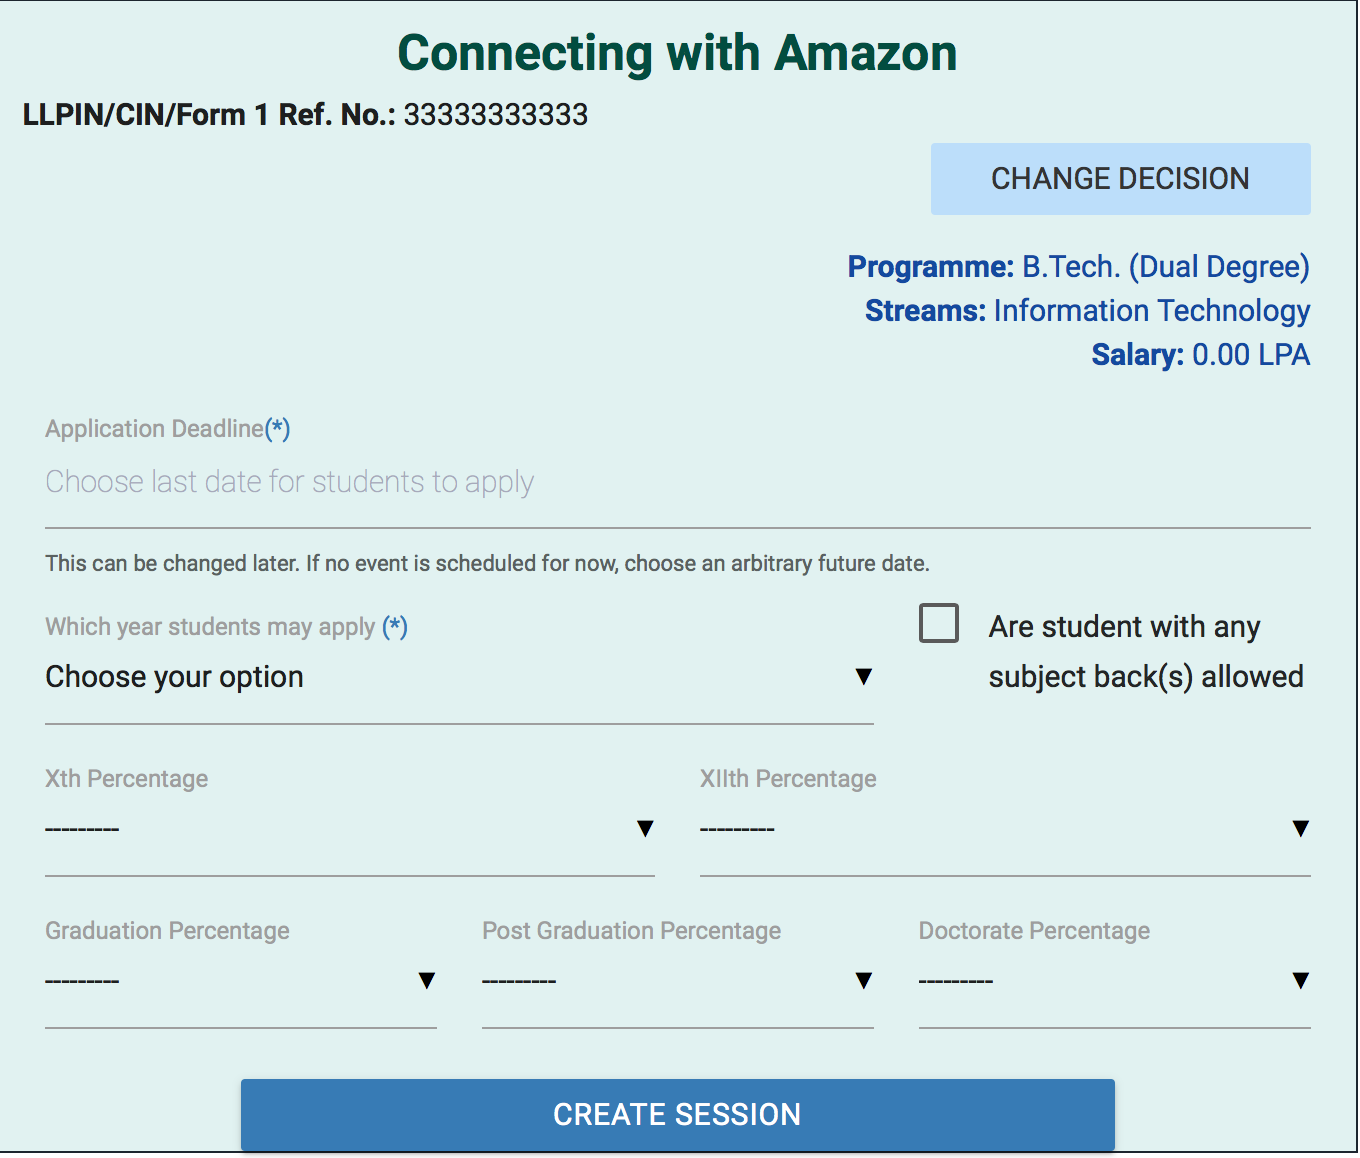 Connecting with Amazon
LLPIN/CIN/Form 1 Ref. No.: 33333333333
CHANGE DECISION
Programme: B.Tech. (Dual Degree)
Streams: Information Technology
Salary: 0.00 LPA
Application Deadline(*)
Choose last date for students to apply
This can be changed later. If no event is scheduled for now, choose an arbitrary future date.
Which year students may apply (*)
Choose your option
Are student with any
subject back(s) allowed
Xth Percentage
---------
XIIth Percentage
---------
Graduation Percentage
---------
Post Graduation Percentage
---------
Doctorate Percentage
---------
CREATE SESSION